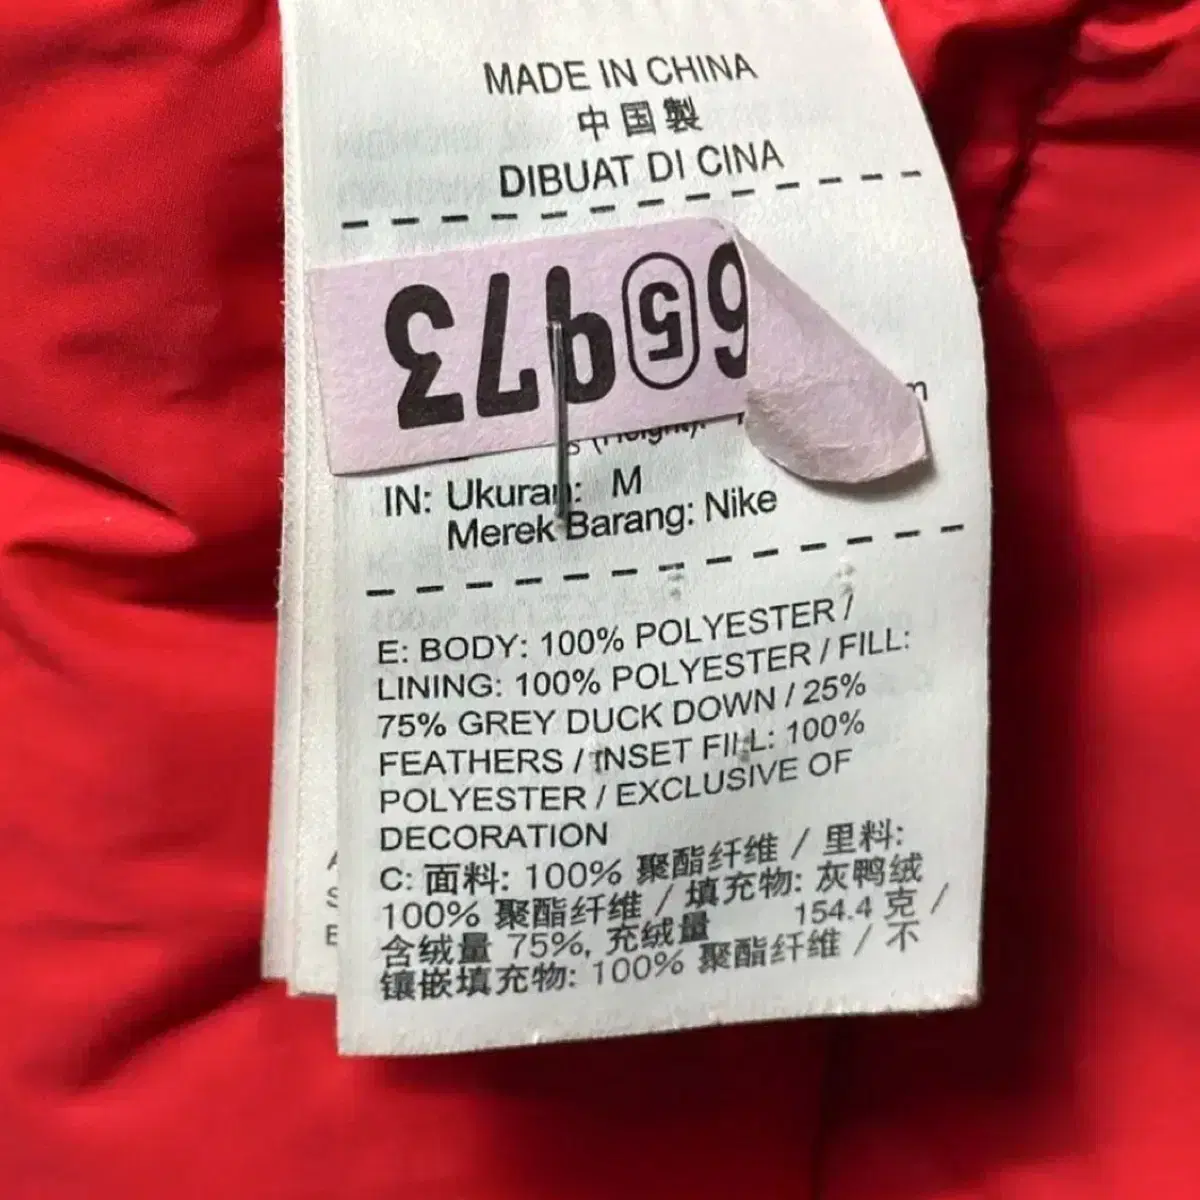 MADE IN CHINA
中国製
DIBUAT DI CINA
(Height):
IN: Ukuran: M
Merek Barang: Nike
E: BODY: 100% POLYESTER /
LINING: 100% POLYESTER / FILL:
75% GREY DUCK DOWN / 25%
FEATHERS / INSET FILL: 100%
POLYESTER / EXCLUSIVE OF
DECORATION
C: 面料: 100% 聚酯纤维 / 里料:
100% 聚酯纤维 / 填充物: 灰鸭绒
含绒量 75%, 充绒量 154.4 克 /
镶嵌填充物: 100% 聚酯纤维 / 不